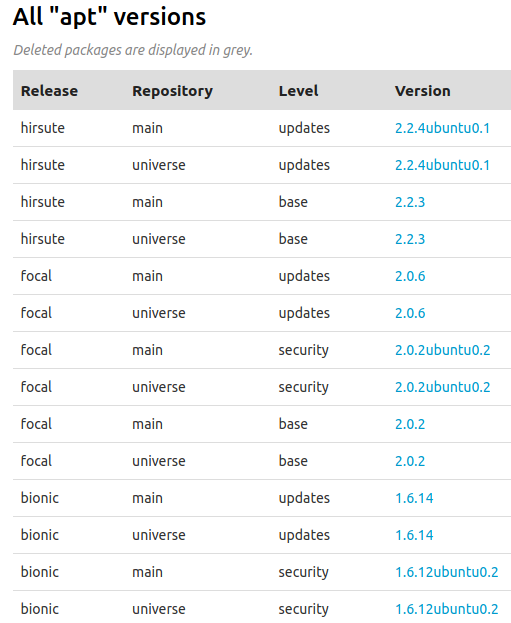 All "apt" versions
Deleted packages are displayed in grey.
Release Repository Level Version
hirsute main updates 2.2.4ubuntu0.1
hirsute universe updates 2.2.4ubuntu0.1
hirsute main base 2.2.3
hirsute universe base 2.2.3
focal main updates 2.0.6
focal universe updates 2.0.6
focal main security 2.0.2ubuntu0.2
focal universe security 2.0.2ubuntu0.2
focal main base 2.0.2
focal universe base 2.0.2
bionic main updates 1.6.14
bionic universe updates 1.6.14
bionic main security 1.6.12ubuntu0.2
bionic universe security 1.6.12ubuntu0.2